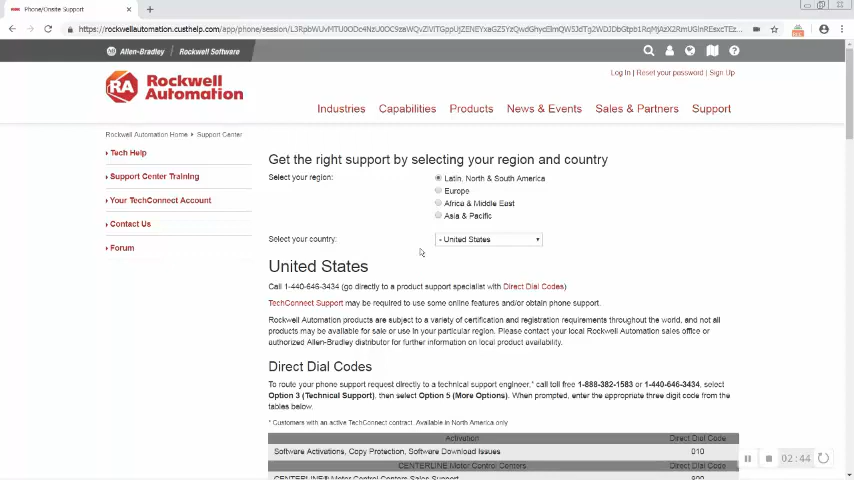 Phone/Onsite Support
Allen-Bradley | Rockwell Software
Log In | Reset your password | Sign Up
RA Rockwell Automation
Industries Capabilities Products News & Events Sales & Partners Support
Rockwell Automation Home › Support Center
Tech Help
Support Center Training
Your TechConnect Account
Contact Us
Forum
Get the right support by selecting your region and country
Select your region:
Latin, North & South America
Europe
Africa & Middle East
Asia & Pacific
Select your country:
- United States
United States
Call 1-440-646-3434 (go directly to a product support specialist with Direct Dial Codes)
TechConnect Support may be required to use some online features and/or obtain phone support.
Rockwell Automation products are subject to a variety of certification and registration requirements throughout the world, and not all
products may be available for sale or use in your particular region. Please contact your local Rockwell Automation sales office or
authorized Allen-Bradley distributor for further information on local product availability.
Direct Dial Codes
To route your phone support request directly to a technical support engineer,* call toll free 1-888-382-1583 or 1-440-646-3434, select
Option 3 (Technical Support), then select Option 5 (More Options). When prompted, enter the appropriate three digit code from the
tables below.
* Customers with an active TechConnect contract. Available in North America only
Activation Direct Dial Code
Software Activations, Copy Protection, Software Download Issues 010
CENTERLINE Motor Control Centers Direct Dial Code
CENTERLINE® Motor Control Centers Sales Support
02:44